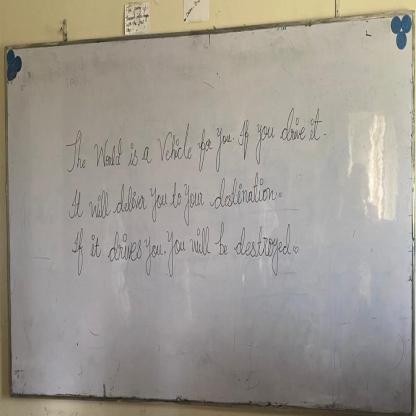 The World is a Vehicle for you. If you drive it.
It will deliver you to your destination.
If it drives you. You will be destroyed.